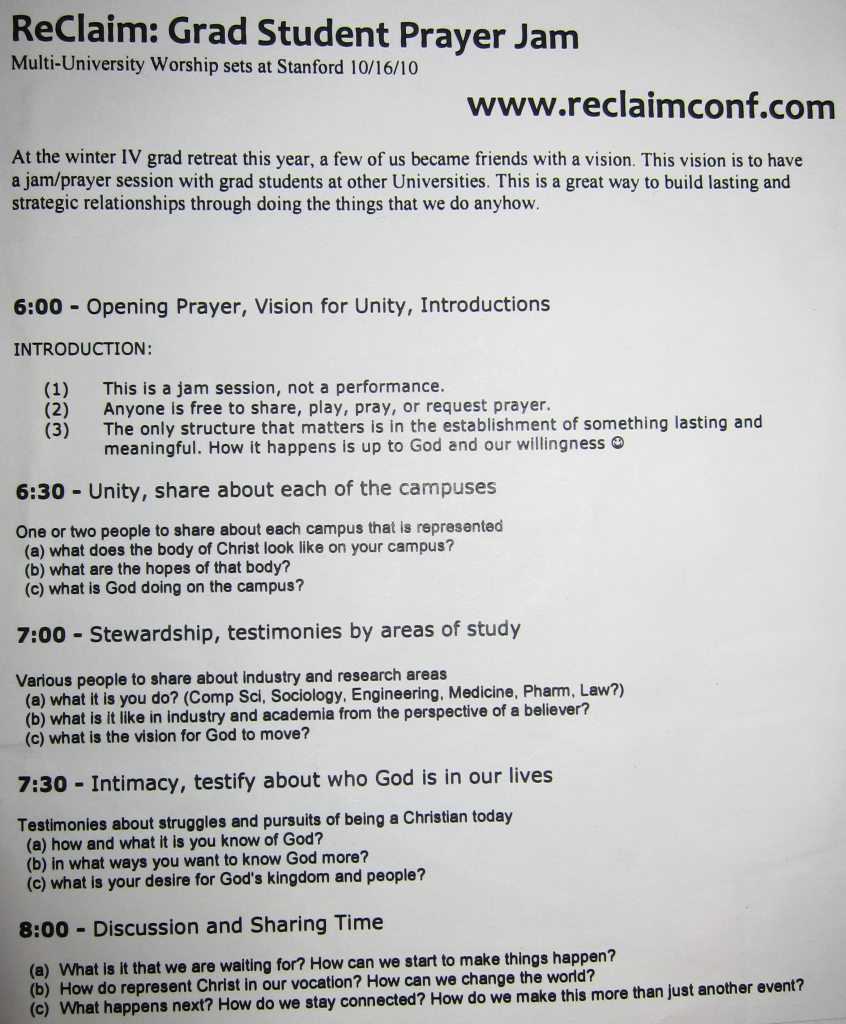 ReClaim: Grad Student Prayer Jam
Multi-University Worship sets at Stanford 10/16/10
www.reclaimconf.com
At the winter IV grad retreat this year, a few of us became friends with a vision. This vision is to have
a jam/prayer session with grad students at other Universities. This is a great way to build lasting and
strategic relationships through doing the things that we do anyhow.
6:00 - Opening Prayer, Vision for Unity, Introductions
INTRODUCTION:
(1) This is a jam session, not a performance.
(2) Anyone is free to share, play, pray, or request prayer.
(3) The only structure that matters is in the establishment of something lasting and
meaningful. How it happens is up to God and our willingness ☺
6:30 - Unity, share about each of the campuses
One or two people to share about each campus that is represented
(a) what does the body of Christ look like on your campus?
(b) what are the hopes of that body?
(c) what is God doing on the campus?
7:00 - Stewardship, testimonies by areas of study
Various people to share about industry and research areas
(a) what it is you do? (Comp Sci, Sociology, Engineering, Medicine, Pharm, Law?)
(b) what is it like in industry and academia from the perspective of a believer?
(c) what is the vision for God to move?
7:30 - Intimacy, testify about who God is in our lives
Testimonies about struggles and pursuits of being a Christian today
(a) how and what it is you know of God?
(b) in what ways you want to know God more?
(c) what is your desire for God's kingdom and people?
8:00 - Discussion and Sharing Time
(a) What is it that we are waiting for? How can we start to make things happen?
(b) How do represent Christ in our vocation? How can we change the world?
(c) What happens next? How do we stay connected? How do we make this more than just another event?